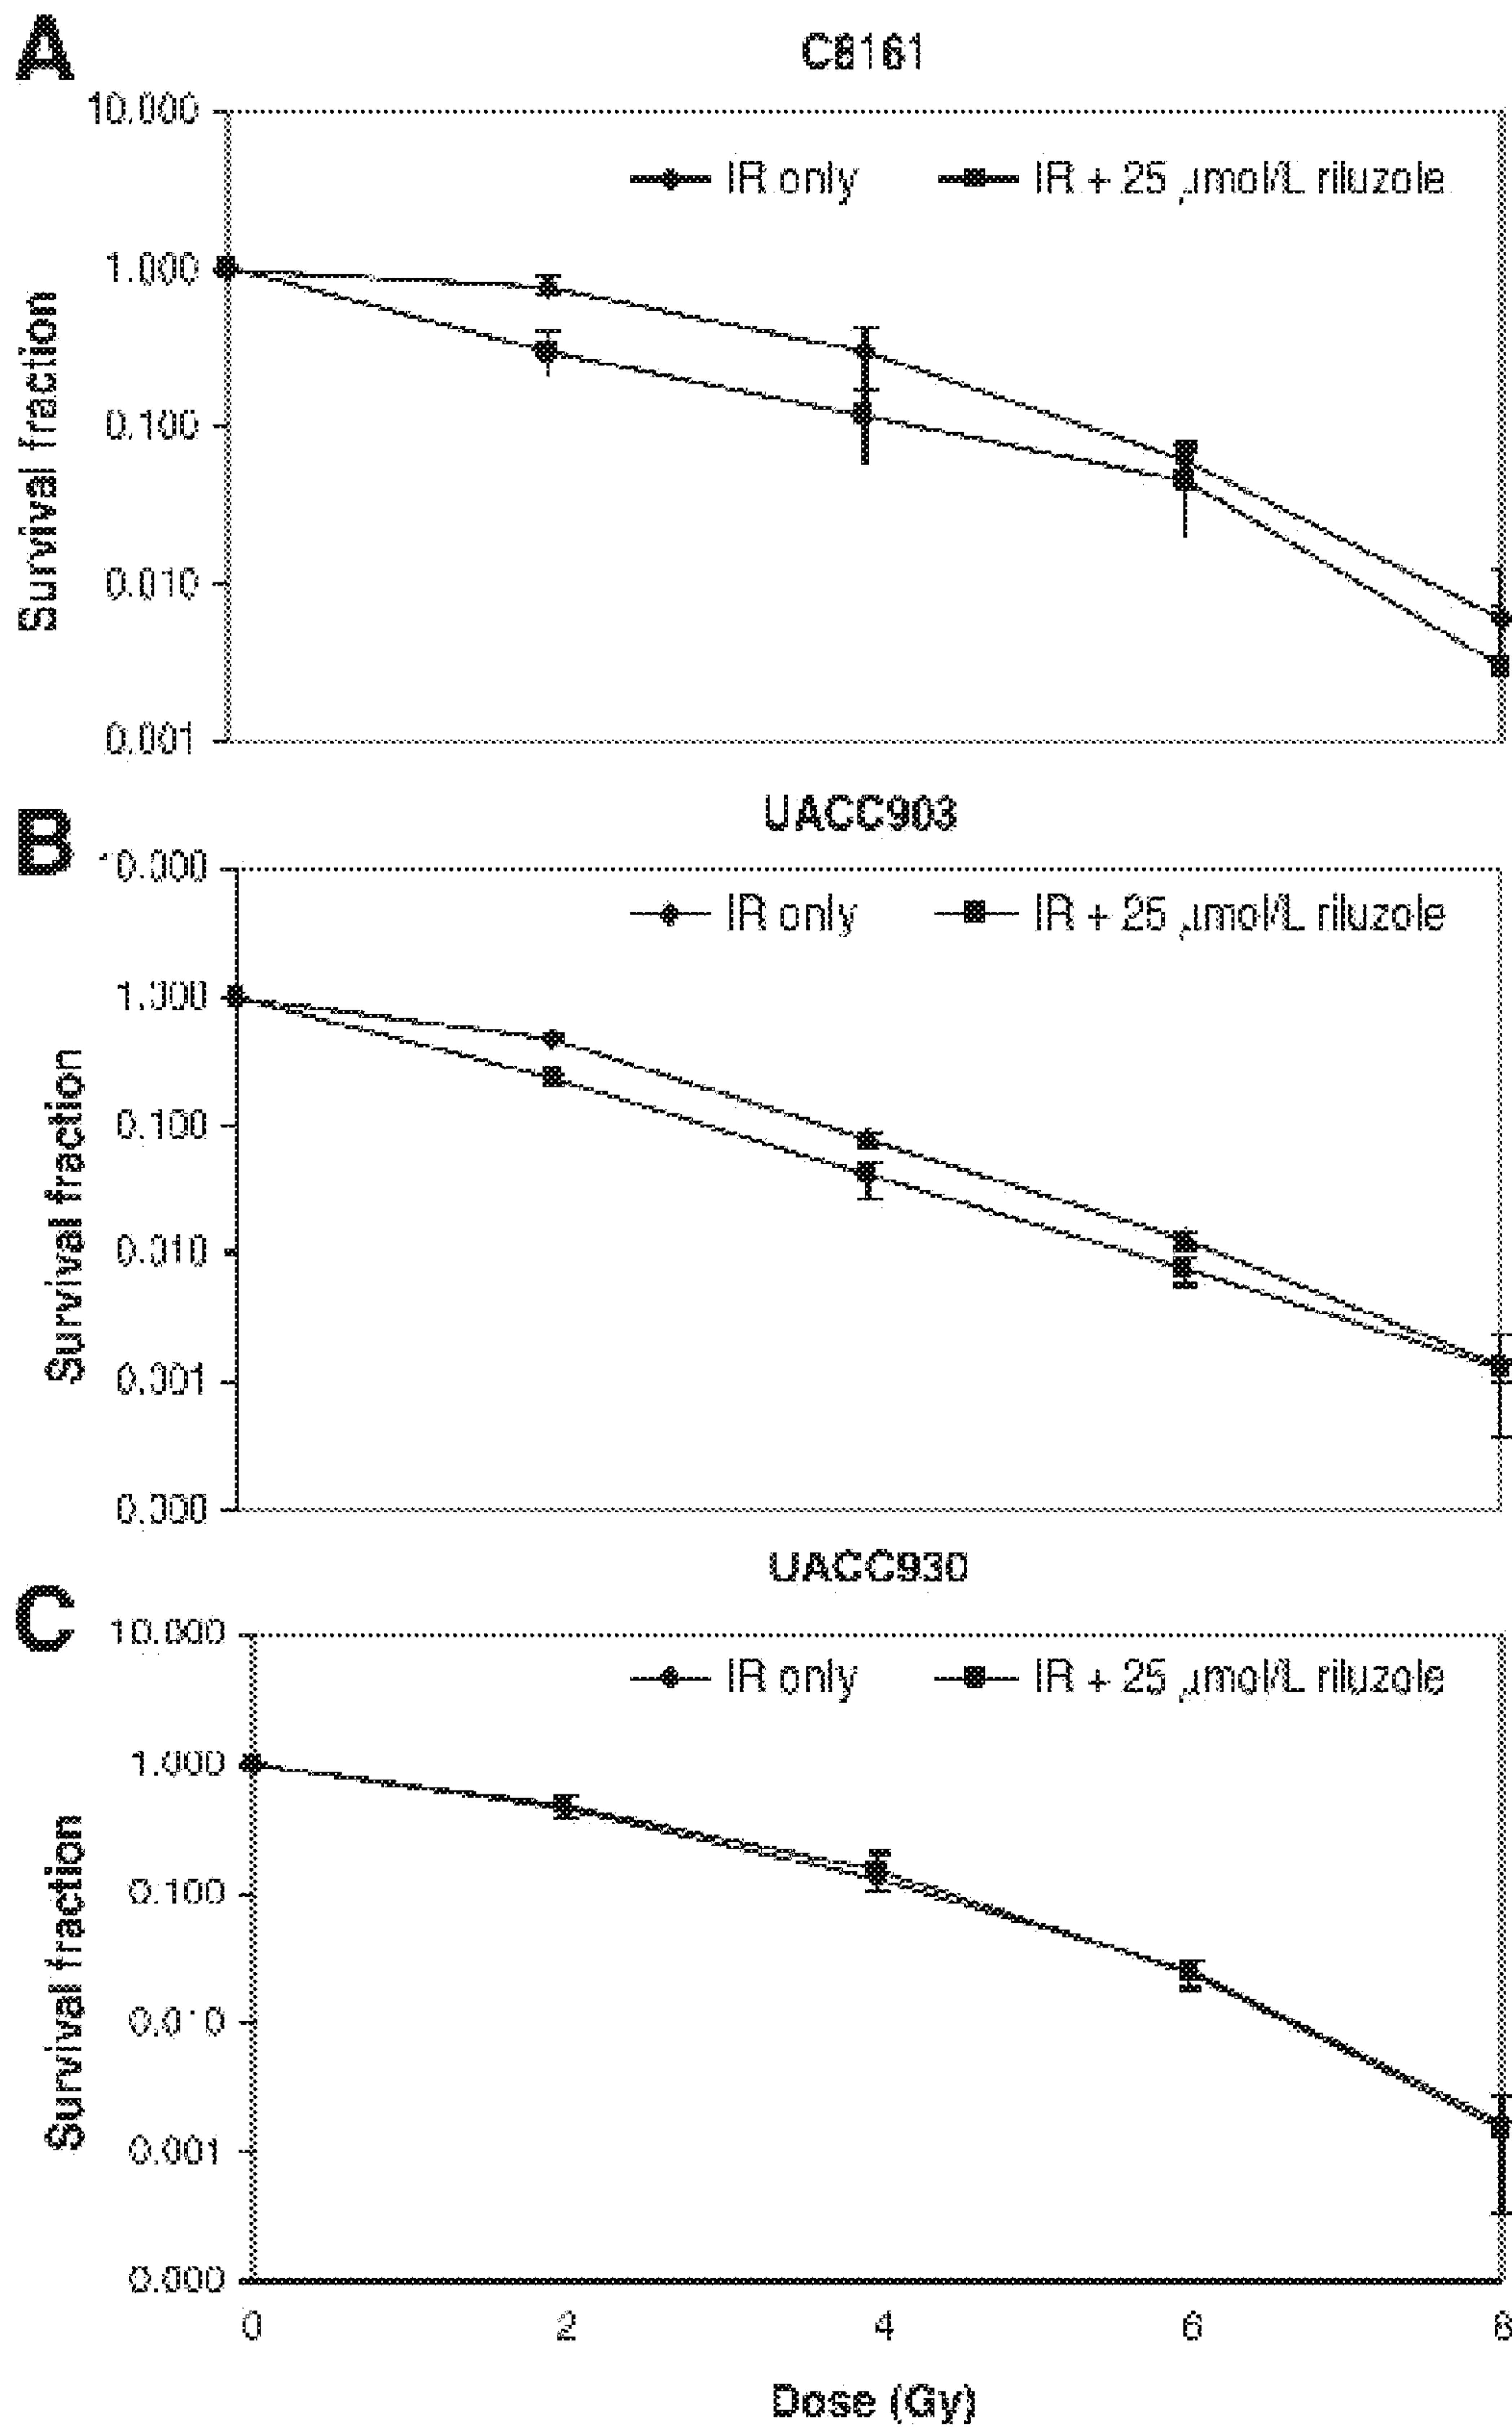 A
C8161
10.000
IR only
IR + 25 µmol/L riluzole
1.000
0.100
0.010
0.001
Survival fraction
B
UACC903
10.000
IR only
IR + 25 µmol/L riluzole
1.000
0.100
0.010
0.001
0.000
Survival fraction
C
UACC930
10.000
IR only
IR + 25 µmol/L riluzole
1.000
0.100
0.010
0.001
0.000
Survival fraction
0 2 4 6 8
Dose (Gy)